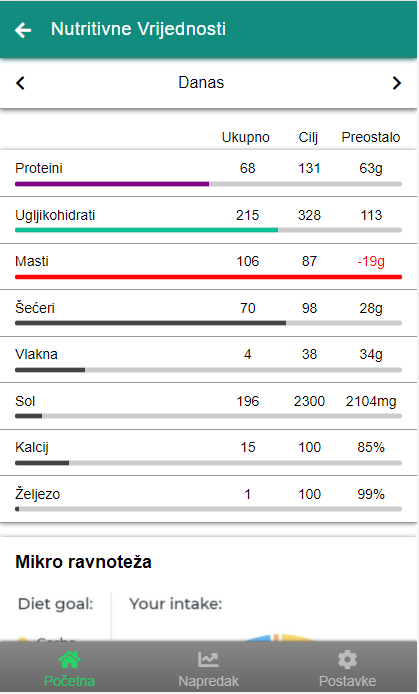 Nutritivne Vrijednosti
Danas
Ukupno Cilj Preostalo
Proteini 68 131 63g
Ugljikohidrati 215 328 113
Masti 106 87 -19g
Šećeri 70 98 28g
Vlakna 4 38 34g
Sol 196 2300 2104mg
Kalcij 15 100 85%
Željezo 1 100 99%
Mikro ravnoteža
Diet goal: Your intake:
Carbs
Početna Napredak Postavke